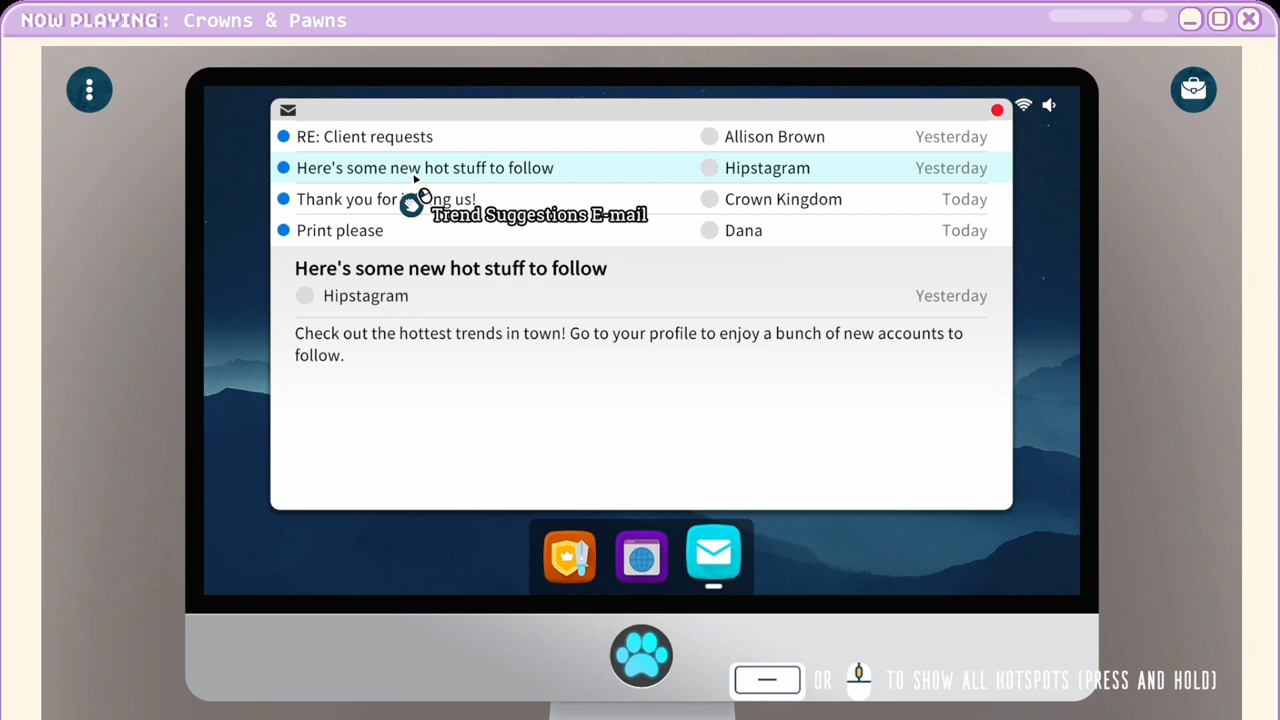 NOW PLAYING: Crowns & Pawns
RE: Client requests Allison Brown Yesterday
Here's some new hot stuff to follow Hipstagram Yesterday
Thank you for ng us! Crown Kingdom Today
Trend Suggestions E-mail
Print please Dana Today
Here's some new hot stuff to follow
Hipstagram Yesterday
Check out the hottest trends in town! Go to your profile to enjoy a bunch of new accounts to
follow.
OR TO SHOW ALL HOTSPOTS (PRESS AND HOLD)